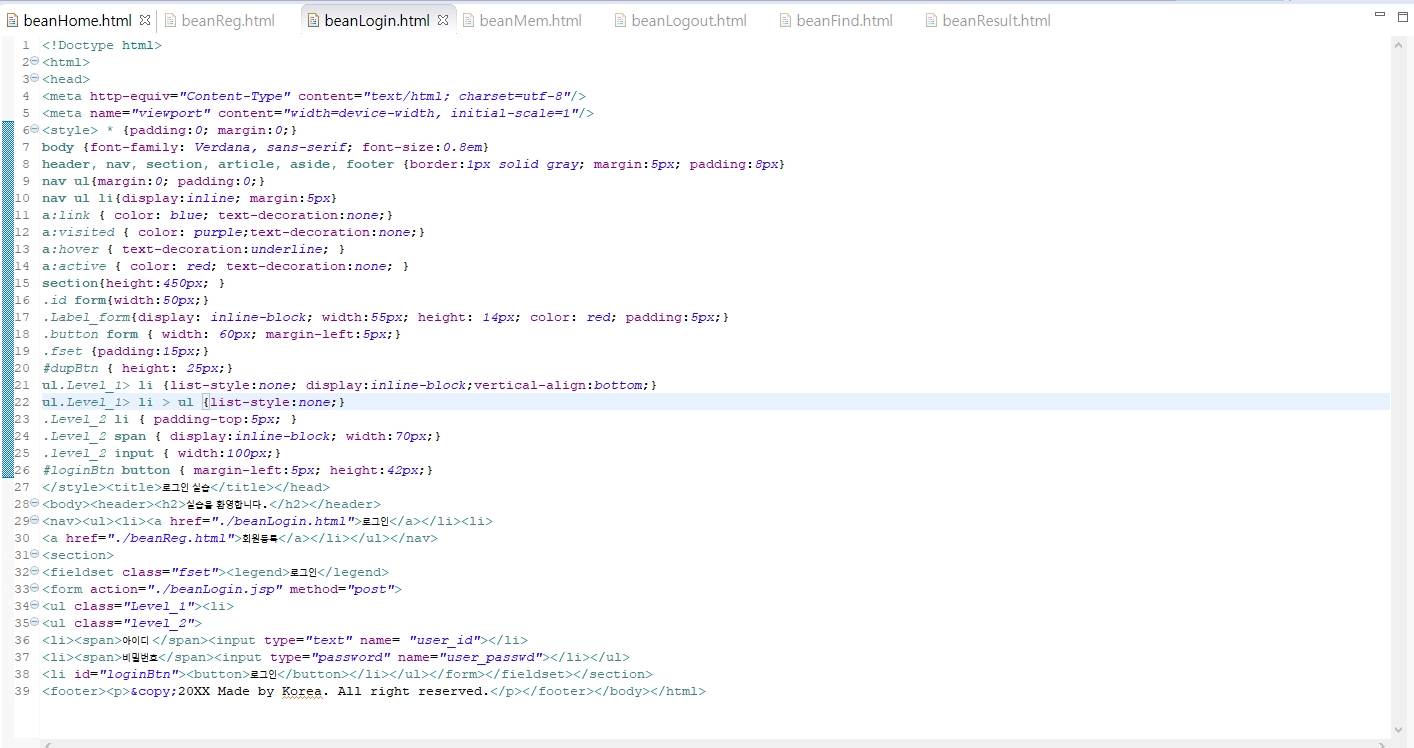 beanHome.html beanReg.html beanLogin.html beanMem.html beanLogout.html beanFind.html beanResult.html
1 <!Doctype html>
2 <html>
3 <head>
4 <meta http-equiv="Content-Type" content="text/html; charset=utf-8"/>
5 <meta name="viewport" content="width=device-width, initial-scale=1"/>
6 <style> * {padding:0; margin:0;}
7 body {font-family: Verdana, sans-serif; font-size:0.8em}
8 header, nav, section, article, aside, footer {border:1px solid gray; margin:5px; padding:8px}
9 nav ul{margin:0; padding:0;}
10 nav ul li{display:inline; margin:5px}
11 a:link { color: blue; text-decoration:none;}
12 a:visited { color: purple;text-decoration:none;}
13 a:hover { text-decoration:underline; }
14 a:active { color: red; text-decoration:none; }
15 section{height:450px; }
16 .id form{width:50px;}
17 .Label_form{display: inline-block; width:55px; height: 14px; color: red; padding:5px;}
18 .button form { width: 60px; margin-left:5px;}
19 .fset {padding:15px;}
20 #dupBtn { height: 25px;}
21 ul.Level_1> li {list-style:none; display:inline-block;vertical-align:bottom;}
22 ul.Level_1> li > ul {list-style:none;}
23 .Level_2 li { padding-top:5px; }
24 .Level_2 span { display:inline-block; width:70px;}
25 .level_2 input { width:100px;}
26 #loginBtn button { margin-left:5px; height:42px;}
27 </style><title>로그인 실습</title></head>
28 <body><header><h2>실습을 환영합니다.</h2></header>
29 <nav><ul><li><a href="./beanLogin.html">로그인</a></li><li>
30 <a href="./beanReg.html">회원등록</a></li></ul></nav>
31 <section>
32 <fieldset class="fset"><legend>로그인</legend>
33 <form action="./beanLogin.jsp" method="post">
34 <ul class="Level_1"><li>
35 <ul class="level_2">
36 <li><span>아이디</span><input type="text" name= "user_id"></li>
37 <li><span>비밀번호</span><input type="password" name="user_passwd"></li></ul>
38 <li id="loginBtn"><button>로그인</button></li></ul></form></fieldset></section>
39 <footer><p>&copy;20XX Made by Korea. All right reserved.</p></footer></body></html>